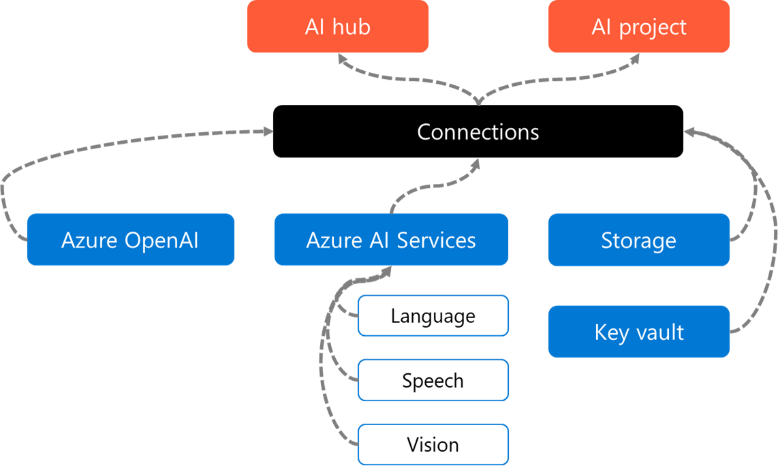 AI hub
AI project
Connections
Azure OpenAI
Azure AI Services
Storage
Language
Key vault
Speech
Vision